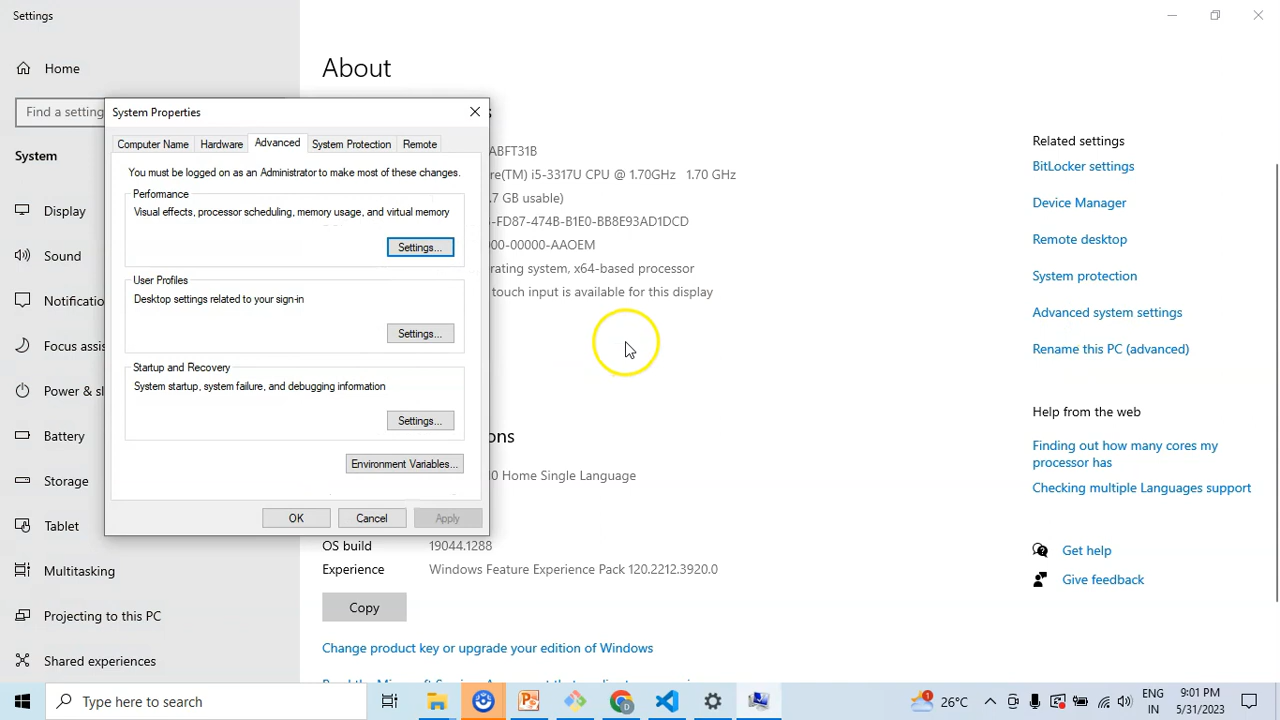 Settings
Home
Find a setting
System
Display
Sound
Notificatio
Focus assis
Power & sl
Battery
Storage
Tablet
Multitasking
Projecting to this PC
Shared experiences
System Properties
Computer Name
Hardware
Advanced
System Protection
Remote
You must be logged on as an Administrator to make most of these changes.
Perfomance
Visual effects, processor scheduling, memory usage, and virtual memory
Settings...
User Profiles
Desktop settings related to your sign-in
Settings...
Startup and Recovery
System startup, system failure, and debugging information
Settings...
Environment Variables...
OK
Cancel
Apply
About
s
ABFT31B
re(TM) i5-3317U CPU @ 1.70GHz 1.70 GHz
.7 GB usable)
-FD87-474B-B1E0-BB8E93AD1DCD
00-00000-AAOEM
rating system, x64-based processor
touch input is available for this display
ons
0 Home Single Language
OS build 19044.1288
Experience Windows Feature Experience Pack 120.2212.3920.0
Copy
Change product key or upgrade your edition of Windows
Related settings
BitLocker settings
Device Manager
Remote desktop
System protection
Advanced system settings
Rename this PC (advanced)
Help from the web
Finding out how many cores my
processor has
Checking multiple Languages support
Get help
Give feedback
Type here to search
1
26°C
ENG
IN
9:01 PM
5/31/2023